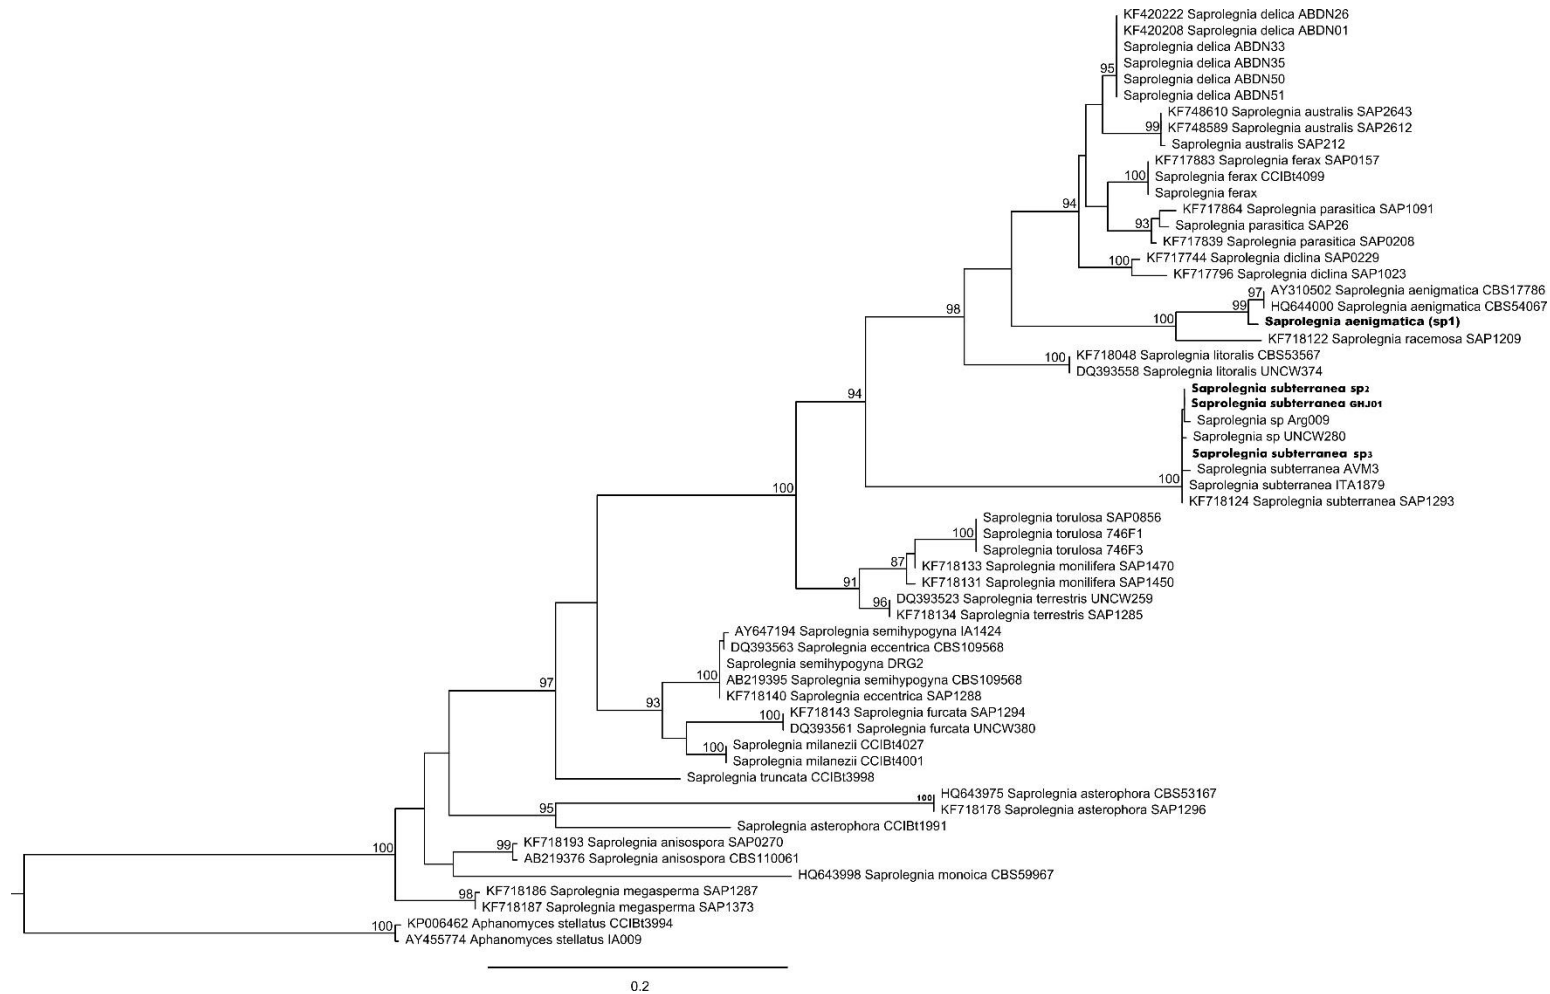 KF420222 Saprolegnia delica ABDN26
KF420208 Saprolegnia delica ABDN01
Saprolegnia delica ABDN33
Saprolegnia delica ABDN35
95
Saprolegnia delica ABDN50
Saprolegnia delica ABDN51
KF748610 Saprolegnia australis SAP2643
99
KF748589 Saprolegnia australis SAP2612
Saprolegnia australis SAP212
KF717883 Saprolegnia ferax SAP0157
100
Saprolegnia ferax CCIBt4099
Saprolegnia ferax
94
KF717864 Saprolegnia parasitica SAP1091
93
Saprolegnia parasitica SAP26
KF717839 Saprolegnia parasitica SAP0208
100
KF717744 Saprolegnia diclina SAP0229
KF717796 Saprolegnia diclina SAP1023
97
AY310502 Saprolegnia aenigmatica CBS17786
99
HQ644000 Saprolegnia aenigmatica CBS54067
100
Saprolegnia aenigmatica (sp1)
98
KF718122 Saprolegnia racemosa SAP1209
100
KF718048 Saprolegnia litoralis CBS53567
DQ393558 Saprolegnia litoralis UNCW374
94
Saprolegnia subterranea sp2
Saprolegnia subterranea GHJ01
Saprolegnia sp Arg009
Saprolegnia sp UNCW280
Saprolegnia subterranea sp3
Saprolegnia subterranea AVM3
100
Saprolegnia subterranea ITA1879
100
KF718124 Saprolegnia subterranea SAP1293
Saprolegnia torulosa SAP0856
100
Saprolegnia torulosa 746F1
Saprolegnia torulosa 746F3
87
KF718133 Saprolegnia monilifera SAP1470
91
KF718131 Saprolegnia monilifera SAP1450
96
DQ393523 Saprolegnia terrestris UNCW259
KF718134 Saprolegnia terrestris SAP1285
AY647194 Saprolegnia semihypogyna IA1424
DQ393563 Saprolegnia eccentrica CBS109568
Saprolegnia semihypogyna DRG2
100
AB219395 Saprolegnia semihypogyna CBS109568
97
KF718140 Saprolegnia eccentrica SAP1288
93
100
KF718143 Saprolegnia furcata SAP1294
DQ393561 Saprolegnia furcata UNCW380
100
Saprolegnia milanezii CCIBt4027
Saprolegnia milanezii CCIBt4001
Saprolegnia truncata CCIBt3998
100
HQ643975 Saprolegnia asterophora CBS53167
95
KF718178 Saprolegnia asterophora SAP1296
Saprolegnia asterophora CCIBt1991
99
KF718193 Saprolegnia anisospora SAP0270
100
AB219376 Saprolegnia anisospora CBS110061
HQ643998 Saprolegnia monoica CBS59967
98
KF718186 Saprolegnia megasperma SAP1287
KF718187 Saprolegnia megasperma SAP1373
100
KP006462 Aphanomyces stellatus CCIBt3994
AY455774 Aphanomyces stellatus IA009
0.2